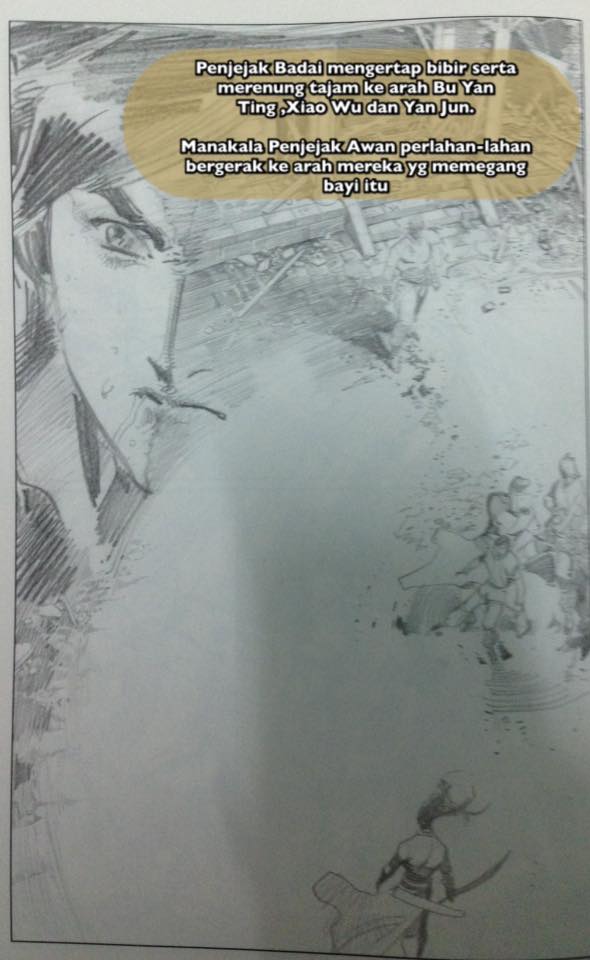 Penjejak Badai mengertap bibir serta
merenung tajam ke arah Bu Yan
Ting ,Xiao Wu dan Yan Jun.
Manakala Penjejak Awan perlahan-lahan
bergerak ke arah mereka yg memegang
bayi itu